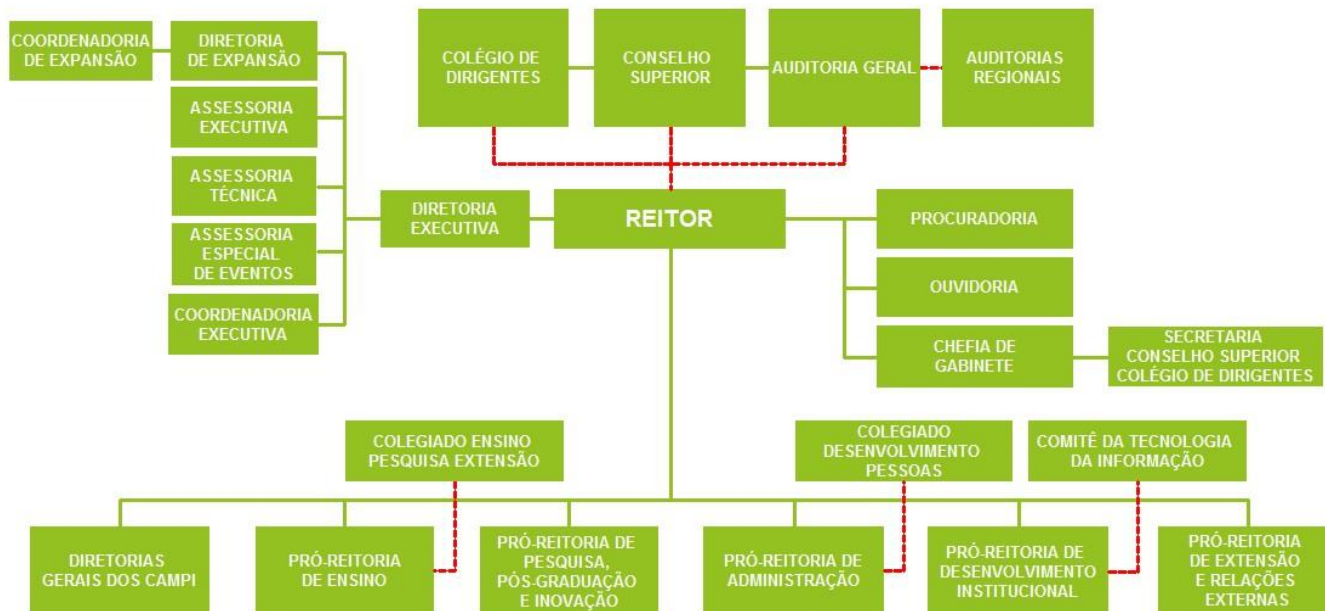 COORDENADORIA
DE EXPANSÃO
DIRETORIA
DE EXPANSÃO
COLÉGIO DE
DIRIGENTES
CONSELHO
SUPERIOR
AUDITORIA GERAL
AUDITORIAS
REGIONAIS
ASSESSORIA
EXECUTIVA
ASSESSORIA
TÉCNICA
ASSESSORIA
ESPECIAL
DE EVENTOS
COORDENADORIA
EXECUTIVA
DIRETORIA
EXECUTIVA
REITOR
PROCURADORIA
OUVIDORIA
CHEFIA DE
GABINETE
SECRETARIA
CONSELHO SUPERIOR
COLÉGIO DE DIRIGENTES
COLEGIADO ENSINO
PESQUISA EXTENSÃO
COLEGIADO
DESENVOLVIMENTO
PESSOAS
COMITÊ DA TECNOLOGIA
DA INFORMAÇÃO
DIRETORIAS
GERAIS DOS CAMPI
PRÓ-REITORIA
DE ENSINO
PRÓ-REITORIA DE
PESQUISA,
PÓS-GRADUAÇÃO
E INOVAÇÃO
PRÓ-REITORIA DE
ADMINISTRAÇÃO
PRÓ-REITORIA DE
DESENVOLVIMENTO
INSTITUCIONAL
PRÓ-REITORIA
DE EXTENSÃO
E RELAÇÕES
EXTERNAS